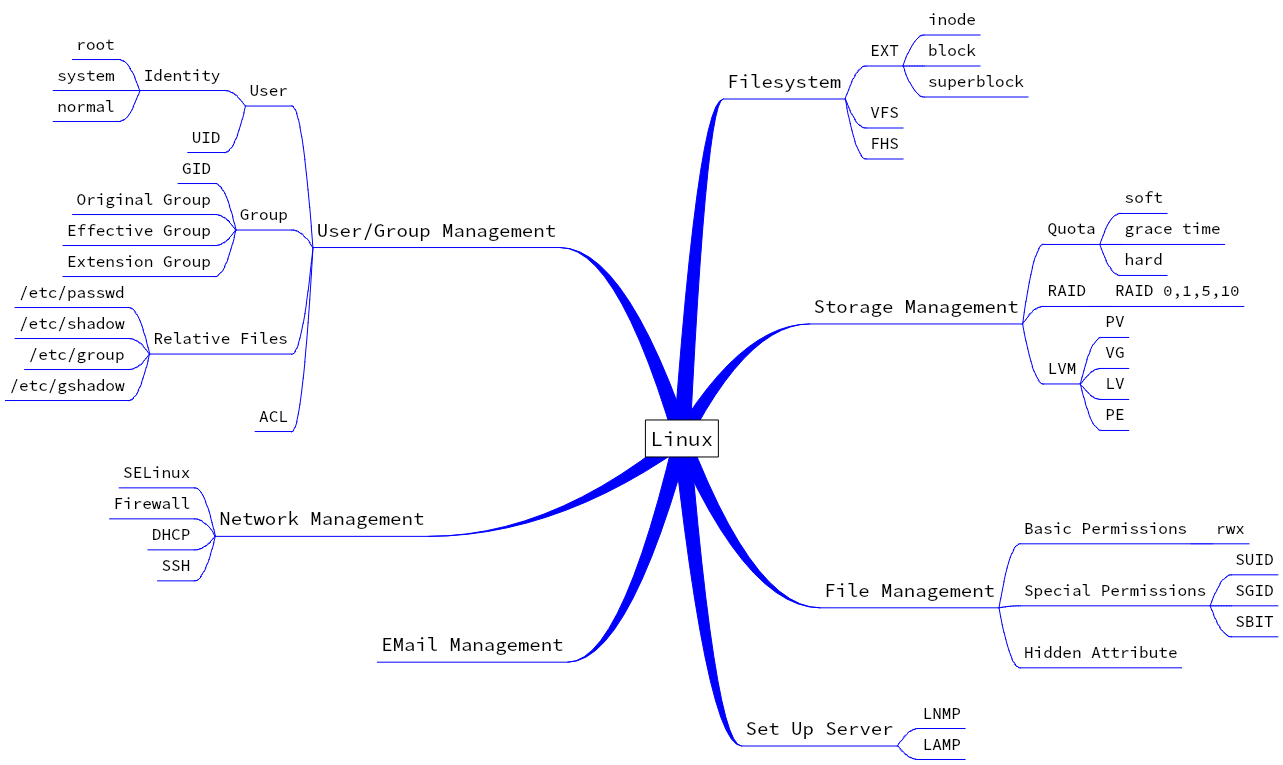 Linux
Filesystem
EXT
inode
block
superblock
VFS
FHS
Storage Management
Quota
soft
grace time
hard
RAID
RAID 0,1,5,10
LVM
PV
VG
LV
PE
File Management
Basic Permissions
rwx
Special Permissions
SUID
SGID
SBIT
Hidden Attribute
Set Up Server
LNMP
LAMP
User/Group Management
User
Identity
root
system
normal
UID
Group
GID
Original Group
Effective Group
Extension Group
Relative Files
/etc/passwd
/etc/shadow
/etc/group
/etc/gshadow
ACL
Network Management
SELinux
Firewall
DHCP
SSH
EMail Management